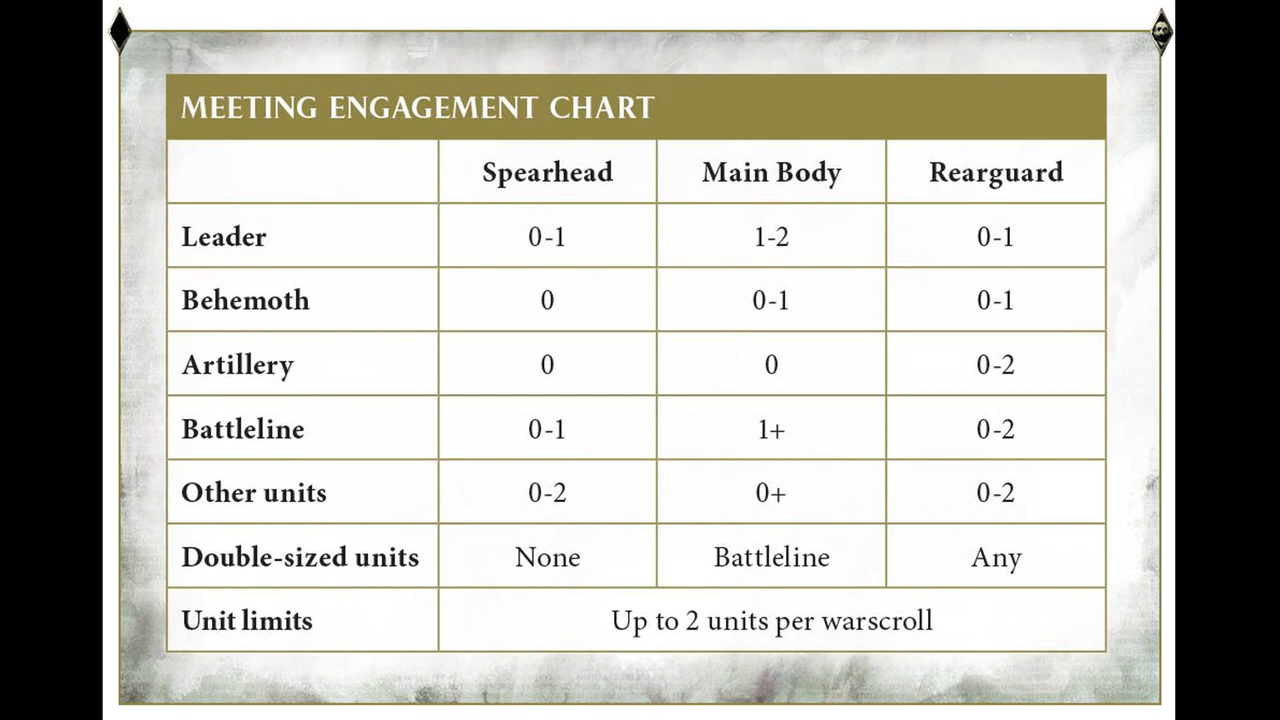 MEETING ENGAGEMENT CHART
Spearhead Main Body Rearguard
Leader 0-1 1-2 0-1
Behemoth 0 0-1 0-1
Artillery 0 0 0-2
Battleline 0-1 1+ 0-2
Other units 0-2 0+ 0-2
Double-sized units None Battleline Any
Unit limits Up to 2 units per warscroll